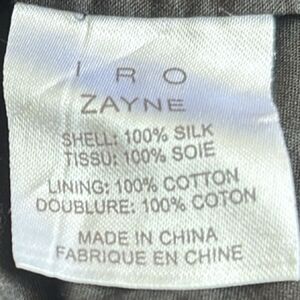 IRO
ZAYNE
SHELL: 100% SILK
TISSU: 100% SOIE
LINING: 100% COTTON
DOUBLURE: 100% COTON
MADE IN CHINA
FABRIQUE EN CHINE